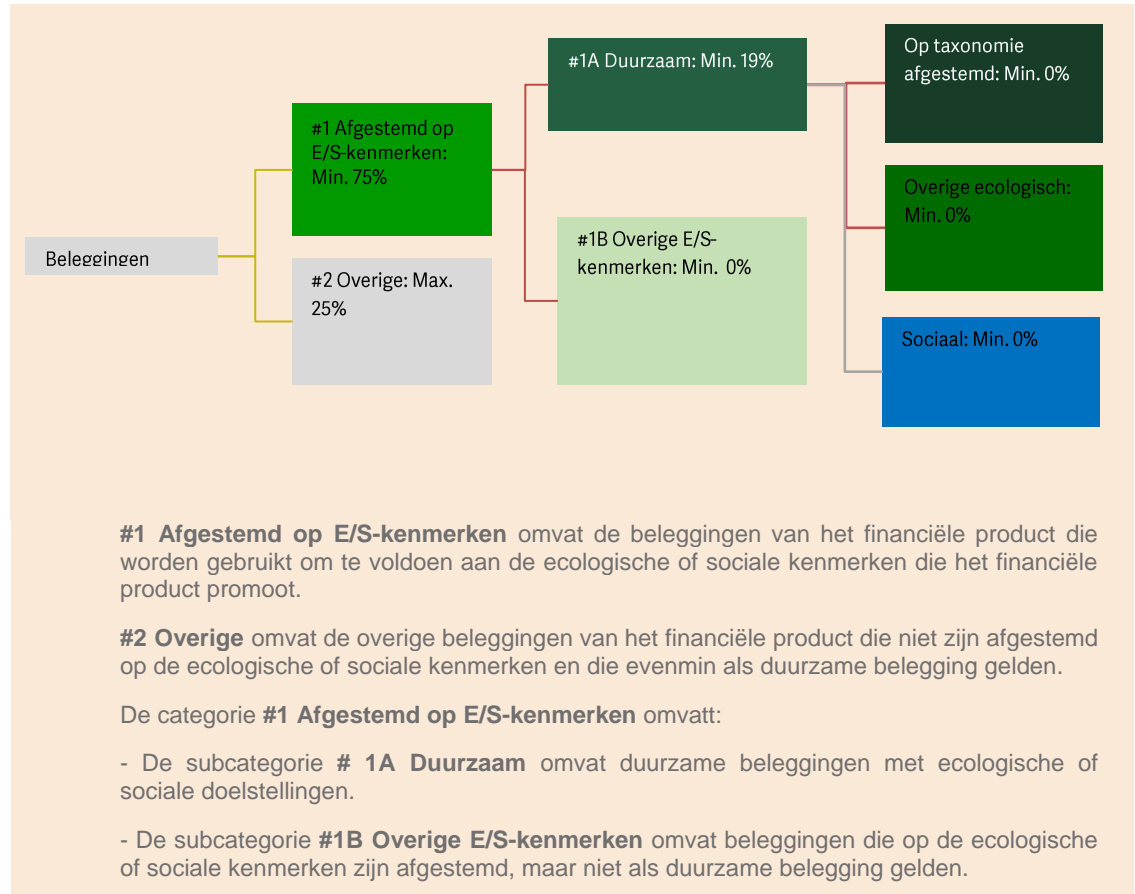 Beleggingen
#1 Afgestemd op
E/S-kenmerken:
Min. 75%
#2 Overige: Max.
25%
#1A Duurzaam: Min. 19%
#1B Overige E/S-
kenmerken: Min. 0%
Op taxonomie
afgestemd: Min. 0%
Overige ecologisch:
Min. 0%
Sociaal: Min. 0%
#1 Afgestemd op E/S-kenmerken omvat de beleggingen van het financiële product die
worden gebruikt om te voldoen aan de ecologische of sociale kenmerken die het financiële
product promoot.
#2 Overige omvat de overige beleggingen van het financiële product die niet zijn afgestemd
op de ecologische of sociale kenmerken en die evenmin als duurzame belegging gelden.
De categorie #1 Afgestemd op E/S-kenmerken omvatt:
- De subcategorie # 1A Duurzaam omvat duurzame beleggingen met ecologische of
sociale doelstellingen.
- De subcategorie #1B Overige E/S-kenmerken omvat beleggingen die op de ecologische
of sociale kenmerken zijn afgestemd, maar niet als duurzame belegging gelden.